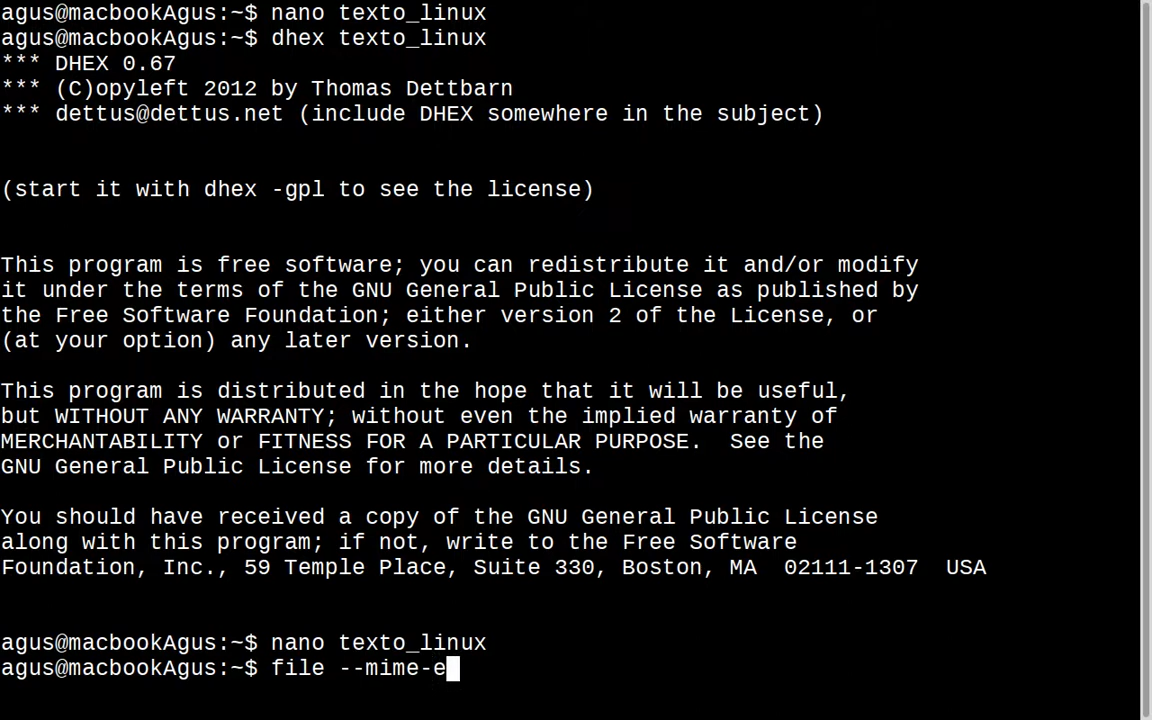 agus@macbookAgus:~$ nano texto_linux
agus@macbookAgus:~$ dhex texto_linux
*** DHEX 0.67
*** (C)opyleft 2012 by Thomas Dettbarn
*** dettus@dettus.net (include DHEX somewhere in the subject)
(start it with dhex -gpl to see the license)
This program is free software; you can redistribute it and/or modify
it under the terms of the GNU General Public License as published by
the Free Software Foundation; either version 2 of the License, or
(at your option) any later version.
This program is distributed in the hope that it will be useful,
but WITHOUT ANY WARRANTY; without even the implied warranty of
MERCHANTABILITY or FITNESS FOR A PARTICULAR PURPOSE.  See the
GNU General Public License for more details.
You should have received a copy of the GNU General Public License
along with this program; if not, write to the Free Software
Foundation, Inc., 59 Temple Place, Suite 330, Boston, MA  02111-1307  USA
agus@macbookAgus:~$ nano texto_linux
agus@macbookAgus:~$ file --mime-e